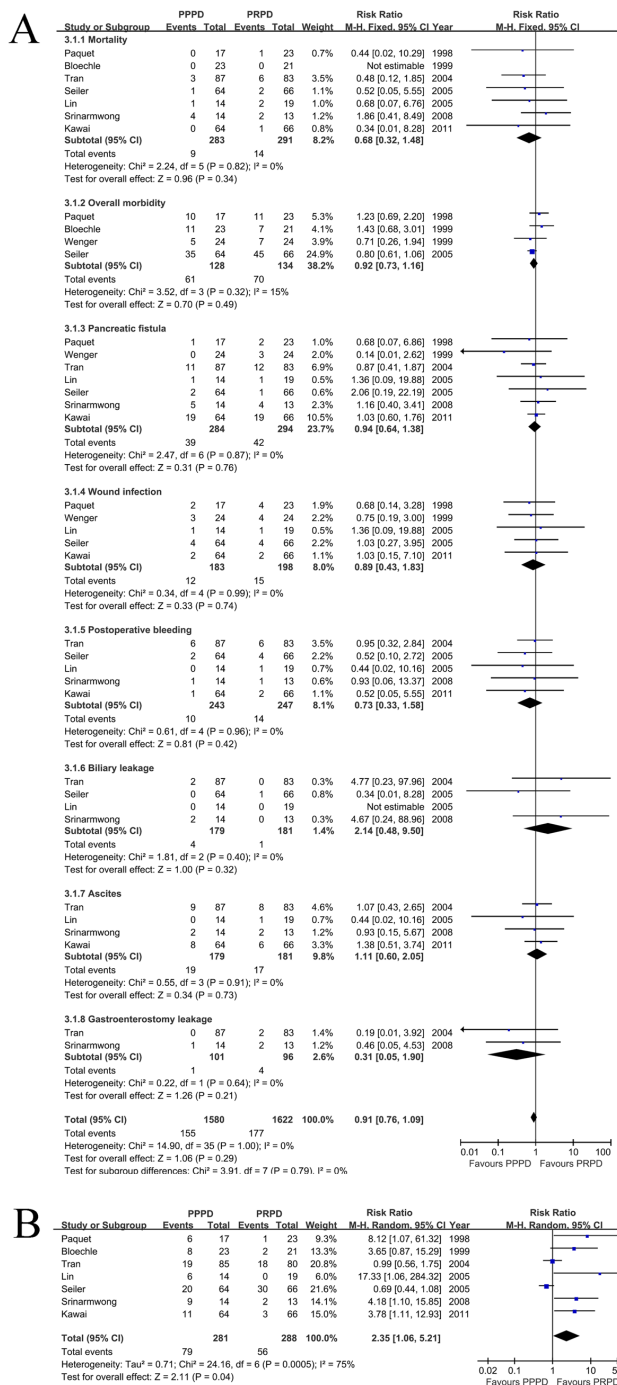 A
PPPD PRPD Risk Ratio Risk Ratio
Study or Subgroup Events Total Events Total Weight M-H. Fixed. 95% CI Year M-H. Fixed. 95% CI
3.1.1 Mortality
Paquet 0 17 1 23 0.7% 0.44 [0.02, 10.29] 1998
Bloechle 0 23 0 21 Not estimable 1999
Tran 3 87 6 83 3.5% 0.48 [0.12, 1.85] 2004
Seiler 1 64 2 66 1.1% 0.52 [0.05, 5.55] 2005
Lin 1 14 2 19 1.0% 0.68 [0.07, 6.76] 2005
Srinarmwong 4 14 2 13 1.2% 1.86 [0.41, 8.49] 2008
Kawai 0 64 1 66 0.8% 0.34 [0.01, 8.28] 2011
Subtotal (95% CI) 283 291 8.2% 0.68 [0.32, 1.48]
Total events 9 14
Heterogeneity: Chi² = 2.24, df = 5 (P = 0.82); I² = 0%
Test for overall effect: Z = 0.96 (P = 0.34)
3.1.2 Overall morbidity
Paquet 10 17 11 23 5.3% 1.23 [0.69, 2.20] 1998
Bloechle 11 23 7 21 4.1% 1.43 [0.68, 3.01] 1999
Wenger 5 24 7 24 3.9% 0.71 [0.26, 1.94] 1999
Seiler 35 64 45 66 24.9% 0.80 [0.61, 1.06] 2005
Subtotal (95% CI) 128 134 38.2% 0.92 [0.73, 1.16]
Total events 61 70
Heterogeneity: Chi² = 3.52, df = 3 (P = 0.32); I² = 15%
Test for overall effect: Z = 0.70 (P = 0.49)
3.1.3 Pancreatic fistula
Paquet 1 17 2 23 1.0% 0.68 [0.07, 6.86] 1998
Wenger 0 24 3 24 1.9% 0.14 [0.01, 2.62] 1999
Tran 11 87 12 83 6.9% 0.87 [0.41, 1.87] 2004
Lin 1 14 1 19 0.5% 1.36 [0.09, 19.88] 2005
Seiler 2 64 1 66 0.6% 2.06 [0.19, 22.19] 2005
Srinarmwong 5 14 4 13 2.3% 1.16 [0.40, 3.41] 2008
Kawai 19 64 19 66 10.5% 1.03 [0.60, 1.76] 2011
Subtotal (95% CI) 284 294 23.7% 0.94 [0.64, 1.38]
Total events 39 42
Heterogeneity: Chi² = 2.47, df = 6 (P = 0.87); I² = 0%
Test for overall effect: Z = 0.31 (P = 0.76)
3.1.4 Wound infection
Paquet 2 17 4 23 1.9% 0.68 [0.14, 3.28] 1998
Wenger 3 24 4 24 2.2% 0.75 [0.19, 3.00] 1999
Lin 1 14 1 19 0.5% 1.36 [0.09, 19.88] 2005
Seiler 4 64 4 66 2.2% 1.03 [0.27, 3.95] 2005
Kawai 2 64 2 66 1.1% 1.03 [0.15, 7.10] 2011
Subtotal (95% CI) 183 198 8.0% 0.89 [0.43, 1.83]
Total events 12 15
Heterogeneity: Chi² = 0.34, df = 4 (P = 0.99); I² = 0%
Test for overall effect: Z = 0.33 (P = 0.74)
3.1.5 Postoperative bleeding
Tran 6 87 6 83 3.5% 0.95 [0.32, 2.84] 2004
Seiler 2 64 4 66 2.2% 0.52 [0.10, 2.72] 2005
Lin 0 14 1 19 0.7% 0.44 [0.02, 10.16] 2005
Srinarmwong 1 14 1 13 0.6% 0.93 [0.06, 13.37] 2008
Kawai 1 64 2 66 1.1% 0.52 [0.05, 5.55] 2011
Subtotal (95% CI) 243 247 8.1% 0.73 [0.33, 1.58]
Total events 10 14
Heterogeneity: Chi² = 0.61, df = 4 (P = 0.96); I² = 0%
Test for overall effect: Z = 0.81 (P = 0.42)
3.1.6 Biliary leakage
Tran 2 87 0 83 0.3% 4.77 [0.23, 97.96] 2004
Seiler 0 64 1 66 0.8% 0.34 [0.01, 8.28] 2005
Lin 0 14 0 19 Not estimable 2005
Srinarmwong 2 14 0 13 0.3% 4.67 [0.24, 88.96] 2008
Subtotal (95% CI) 179 181 1.4% 2.14 [0.48, 9.50]
Total events 4 1
Heterogeneity: Chi² = 1.81, df = 2 (P = 0.40); I² = 0%
Test for overall effect: Z = 1.00 (P = 0.32)
3.1.7 Ascites
Tran 9 87 8 83 4.6% 1.07 [0.43, 2.65] 2004
Lin 0 14 1 19 0.7% 0.44 [0.02, 10.16] 2005
Srinarmwong 2 14 2 13 1.2% 0.93 [0.15, 5.67] 2008
Kawai 8 64 6 66 3.3% 1.38 [0.51, 3.74] 2011
Subtotal (95% CI) 179 181 9.8% 1.11 [0.60, 2.05]
Total events 19 17
Heterogeneity: Chi² = 0.55, df = 3 (P = 0.91); I² = 0%
Test for overall effect: Z = 0.34 (P = 0.73)
3.1.8 Gastroenterostomy leakage
Tran 0 87 2 83 1.4% 0.19 [0.01, 3.92] 2004
Srinarmwong 1 14 2 13 1.2% 0.46 [0.05, 4.53] 2008
Subtotal (95% CI) 101 96 2.6% 0.31 [0.05, 1.90]
Total events 1 4
Heterogeneity: Chi² = 0.22, df = 1 (P = 0.64); I² = 0%
Test for overall effect: Z = 1.26 (P = 0.21)
Total (95% CI) 1580 1622 100.0% 0.91 [0.76, 1.09]
Total events 155 177
Heterogeneity: Chi² = 14.90, df = 35 (P = 1.00); I² = 0%
Test for overall effect: Z = 1.06 (P = 0.29)
Test for subgroup differences: Chi² = 3.91, df = 7 (P = 0.79), I² = 0%
0.01 0.1 1 10 100
Favours PPPD Favours PRPD
B
PPPD PRPD Risk Ratio Risk Ratio
Study or Subgroup Events Total Events Total Weight M-H. Random. 95% CI Year M-H. Random. 95% CI
Paquet 6 17 1 23 9.3% 8.12 [1.07, 61.32] 1998
Bloechle 8 23 2 21 13.3% 3.65 [0.87, 15.29] 1999
Tran 19 85 18 80 20.8% 0.99 [0.56, 1.75] 2004
Lin 6 14 0 19 6.0% 17.33 [1.06, 284.32] 2005
Seiler 20 64 30 66 21.5% 0.69 [0.44, 1.08] 2005
Srinarmwong 9 14 2 13 14.1% 4.18 [1.10, 15.85] 2008
Kawai 11 64 3 66 15.0% 3.78 [1.11, 12.93] 2011
Total (95% CI) 281 288 100.0% 2.35 [1.06, 5.21]
Total events 79 56
Heterogeneity: Tau² = 0.71; Chi² = 24.16, df = 6 (P = 0.0005); I² = 75%
Test for overall effect: Z = 2.11 (P = 0.04)
0.02 0.1 1 10
Favours PPPD Favours PRPD